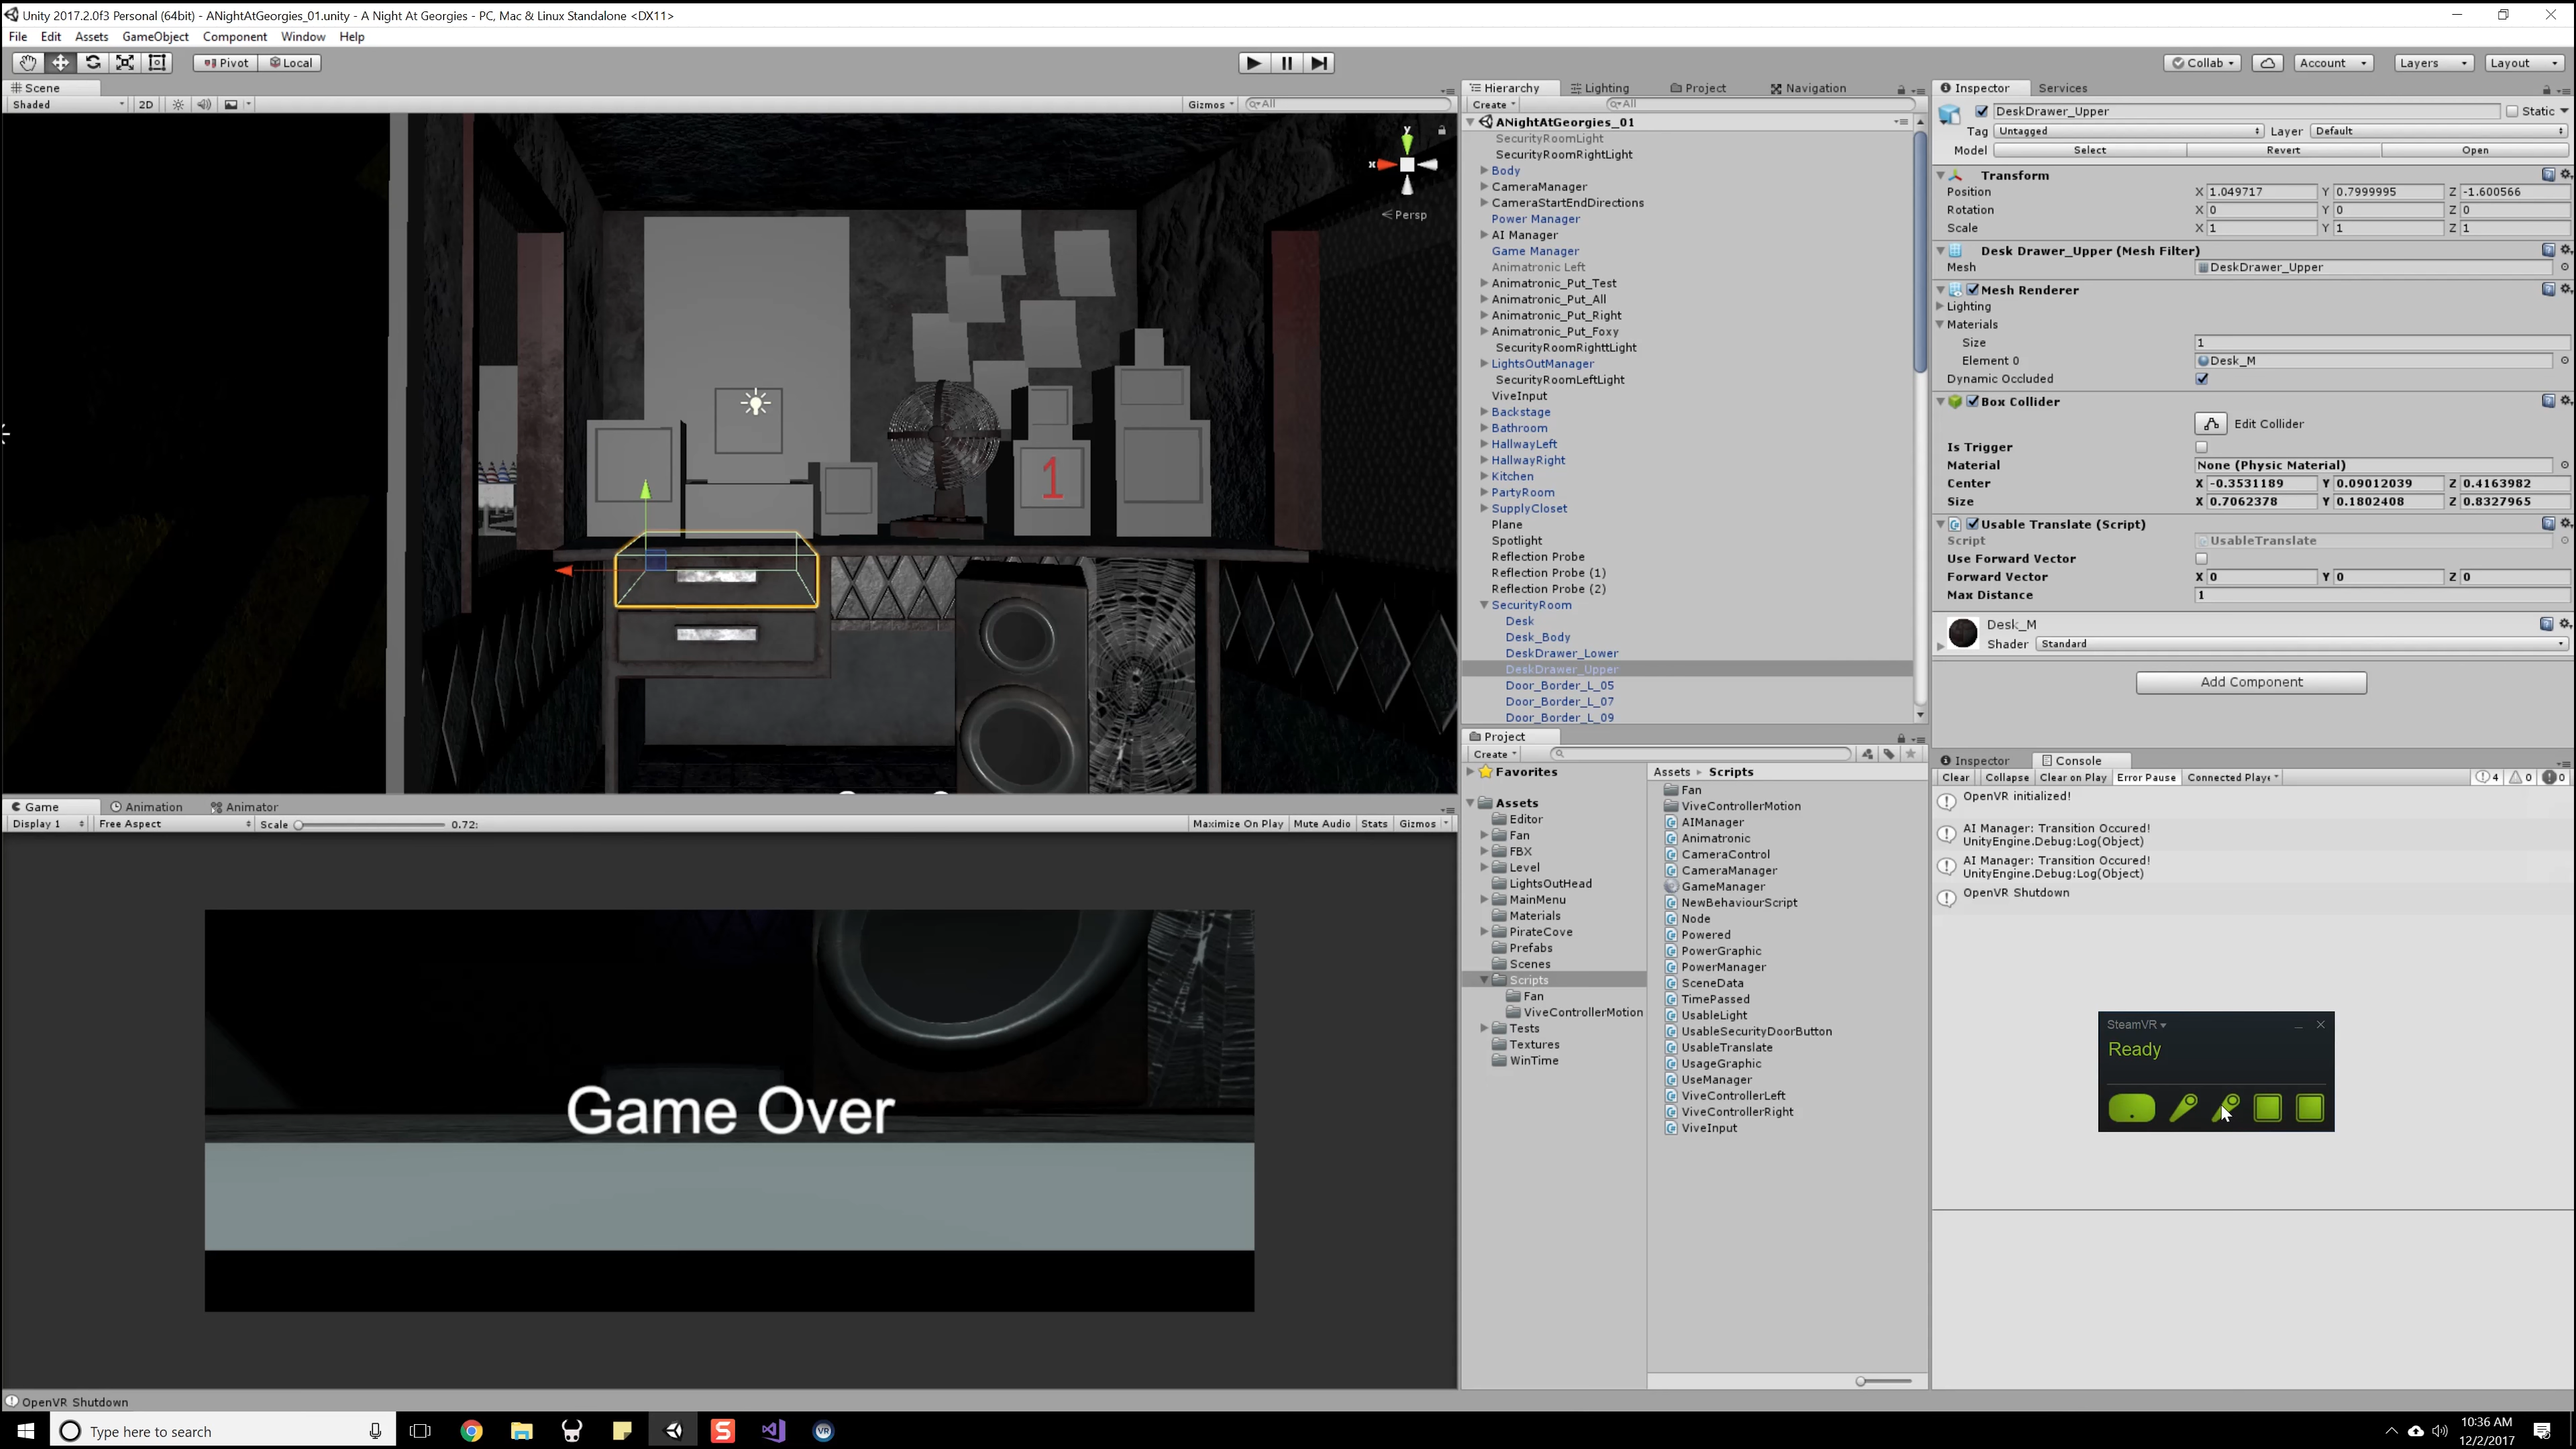 Unity 2017.2.0f3 Personal (64bit) - ANightAtGeorgies_01.unity - A Night At Georgies - PC, Mac & Linux Standalone <DX11>
File Edit Assets GameObject Component Window Help
Pivot Local
Collab Account Layers Layout
Scene
Shaded 2D Gizmos All
y
x
Persp
1
Hierarchy Lighting Project Navigation
Create All
ANightAtGeorgies_01
SecurityRoomLight
SecurityRoomRightLight
Body
CameraManager
CameraStartEndDirections
Power Manager
AI Manager
Game Manager
Animatronic Left
Animatronic_Put_Test
Animatronic_Put_All
Animatronic_Put_Right
Animatronic_Put_Foxy
SecurityRoomRighttLight
LightsOutManager
SecurityRoomLeftLight
ViveInput
Backstage
Bathroom
HallwayLeft
HallwayRight
Kitchen
PartyRoom
SupplyCloset
Plane
Spotlight
Reflection Probe
Reflection Probe (1)
Reflection Probe (2)
SecurityRoom
Desk
Desk_Body
DeskDrawer_Lower
DeskDrawer_Upper
Door_Border_L_05
Door_Border_L_07
Door_Border_L_09
Inspector Services
DeskDrawer_Upper Static
Tag Untagged Layer Default
Model Select Revert Open
Transform
Position X 1.049717 Y 0.7999995 Z -1.600566
Rotation X 0 Y 0 Z 0
Scale X 1 Y 1 Z 1
Desk Drawer_Upper (Mesh Filter)
Mesh DeskDrawer_Upper
Mesh Renderer
Lighting
Materials
Size 1
Element 0 Desk_M
Dynamic Occluded
Box Collider
Edit Collider
Is Trigger
Material None (Physic Material)
Center X -0.3531189 Y 0.09012039 Z 0.4163982
Size X 0.7062378 Y 0.1802408 Z 0.8327965
Usable Translate (Script)
Script UsableTranslate
Use Forward Vector
Forward Vector X 0 Y 0 Z 0
Max Distance 1
Desk_M
Shader Standard
Add Component
Game Animation Animator
Display 1 Free Aspect Scale 0.72: Maximize On Play Mute Audio Stats Gizmos
Game Over
Project
Create
Favorites
Assets
Editor
Fan
FBX
Level
LightsOutHead
MainMenu
Materials
PirateCove
Prefabs
Scenes
Scripts
Fan
ViveControllerMotion
Tests
Textures
WinTime
Assets Scripts
Fan
ViveControllerMotion
AIManager
Animatronic
CameraControl
CameraManager
GameManager
NewBehaviourScript
Node
Powered
PowerGraphic
PowerManager
SceneData
TimePassed
UsableLight
UsableSecurityDoorButton
UsableTranslate
UsageGraphic
UseManager
ViveControllerLeft
ViveControllerRight
ViveInput
Inspector Console
Clear Collapse Clear on Play Error Pause Connected Playe 4 0 0
OpenVR initialized!
AI Manager: Transition Occured!
UnityEngine.Debug:Log(Object)
AI Manager: Transition Occured!
UnityEngine.Debug:Log(Object)
OpenVR Shutdown
SteamVR
Ready
OpenVR Shutdown
Type here to search
VR
10:36 AM
12/2/2017